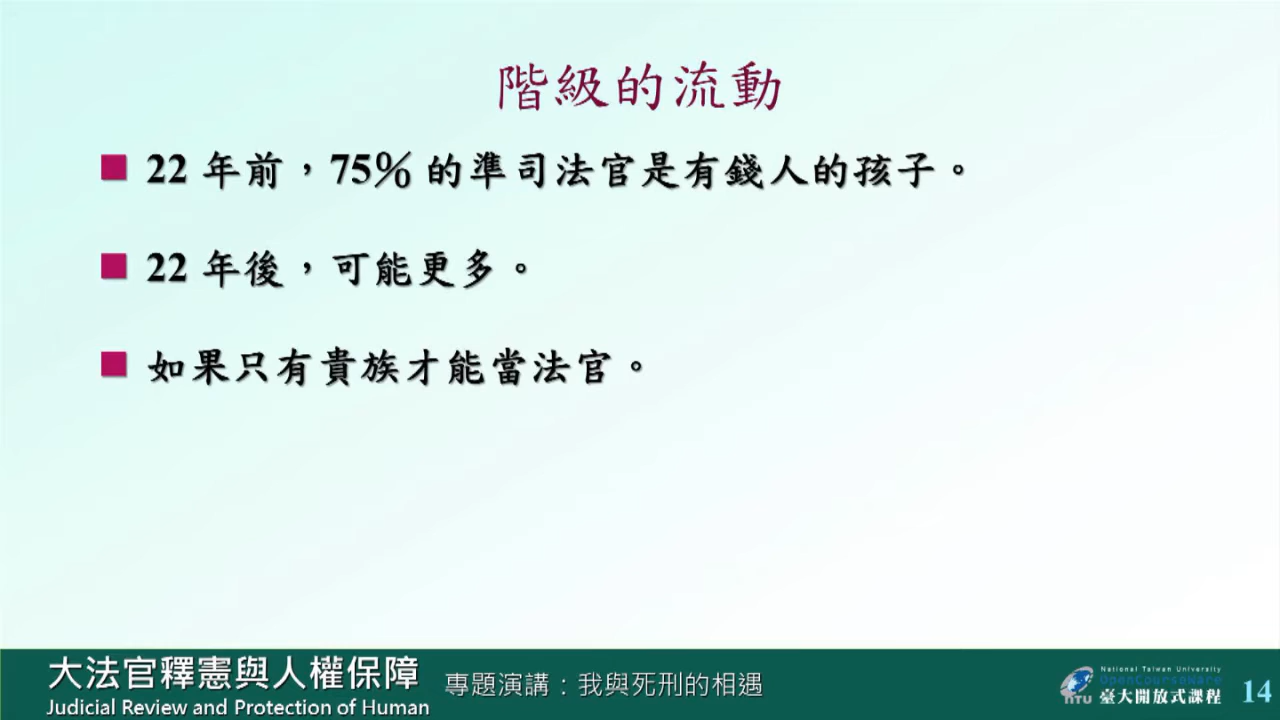 階級的流動
22 年前，75% 的準司法官是有錢人的孩子。
22 年後，可能更多。
如果只有貴族才能當法官。
大法官釋憲與人權保障
專題演講：我與死刑的相遇
Judicial Review and Protection of Human
National Taiwan University
OpenCourseWare
NTU 臺大開放式課程
14